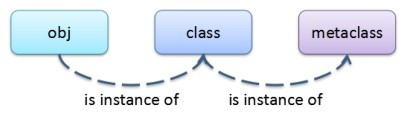 obj class metaclass
is instance of is instance of